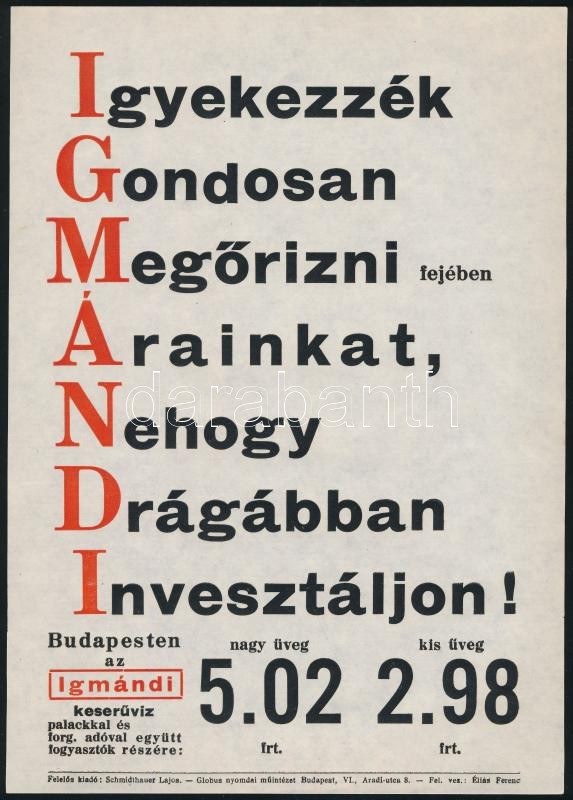 Igyekezzék
Gondosan
Megőrizni fejében
Árainkat,
Nehogy
Drágábban
Invesztáljon!
Budapesten
az
Igmándi
keserűviz
palackkal és
forg. adóval együtt
fogyasztók részére:
nagy üveg
5.02
frt.
kis üveg
2.98
frt.
darabanth
Felelős kiadó: Schmidthauer Lajos. — Globus nyomdai műintézet Budapest, VI., Aradi-utca 8. — Fel. vez.: Éliás Ferenc